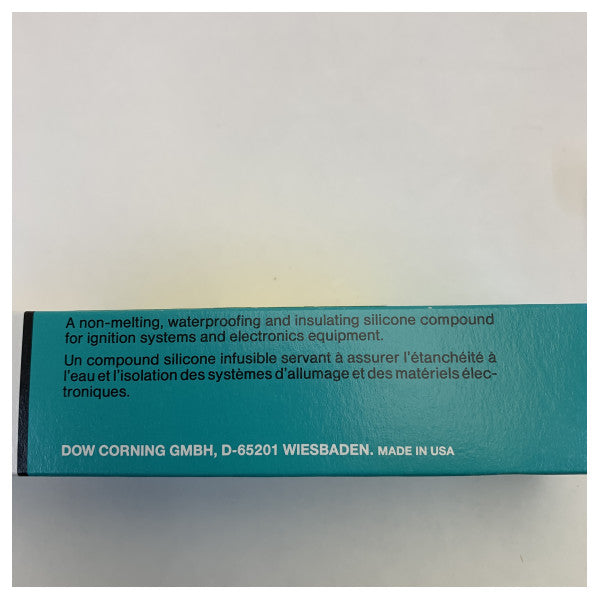 A non-melting, waterproofing and insulating silicone compound
for ignition systems and electronics equipment.
Un compound silicone infusible servant à assurer l'étanchéité à
l'eau et l'isolation des systèmes d'allumage et des matériels élec-
troniques.
DOW CORNING GMBH, D-65201 WIESBADEN. MADE IN USA